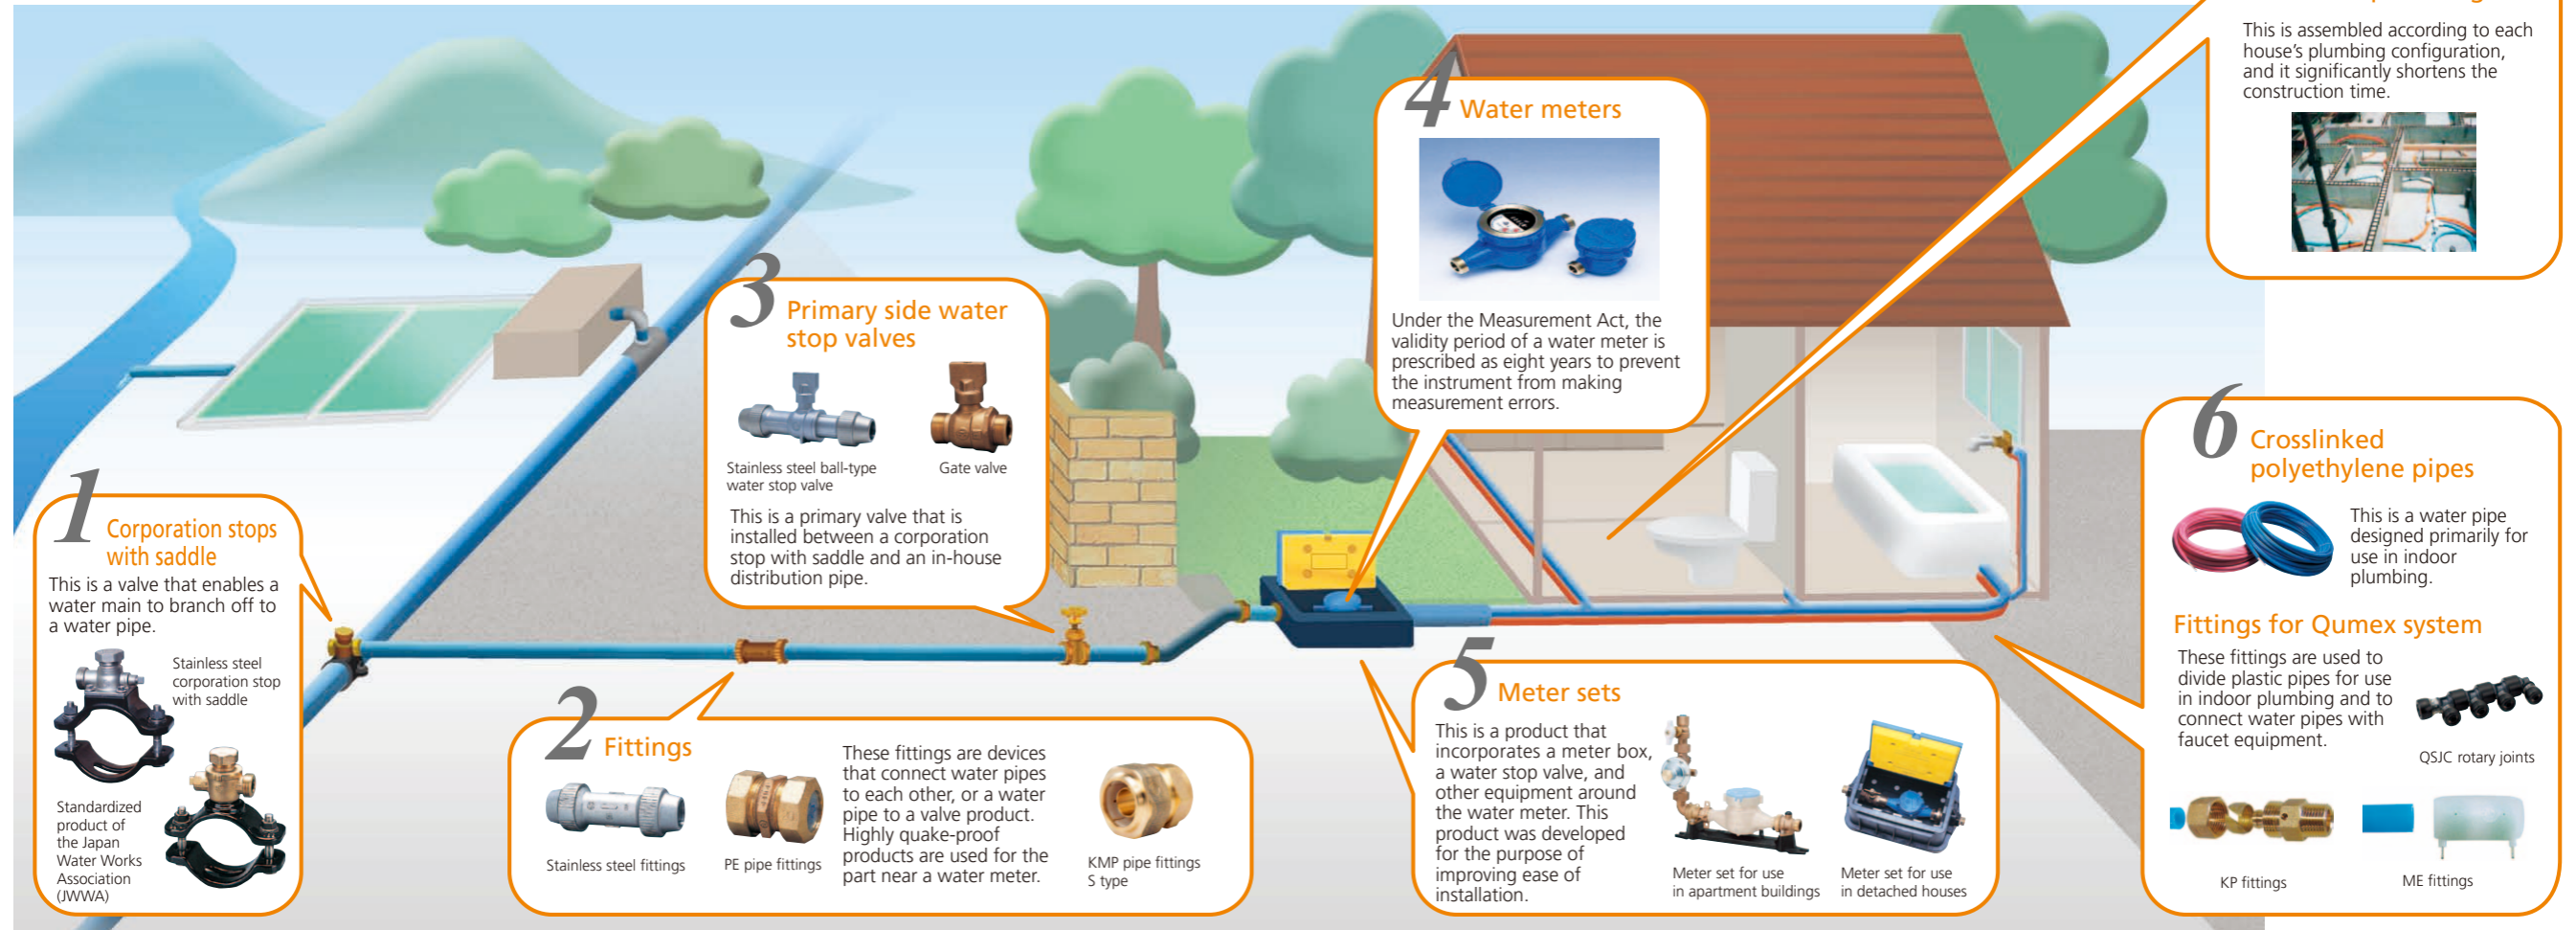 1
Corporation stops
with saddle
This is a valve that enables a
water main to branch off to
a water pipe.
Stainless steel
corporation stop
with saddle
Standardized
product of
the Japan
Water Works
Association
(JWWA)
2
Fittings
Stainless steel fittings
PE pipe fittings
These fittings are devices
that connect water pipes
to each other, or a water
pipe to a valve product.
Highly quake-proof
products are used for the
part near a water meter.
KMP pipe fittings
S type
3
Primary side water
stop valves
Stainless steel ball-type
water stop valve
Gate valve
This is a primary valve that is
installed between a corporation
stop with saddle and an in-house
distribution pipe.
4
Water meters
Under the Measurement Act, the
validity period of a water meter is
prescribed as eight years to prevent
the instrument from making
measurement errors.
5
Meter sets
This is a product that
incorporates a meter box,
a water stop valve, and
other equipment around
the water meter. This
product was developed
for the purpose of
improving ease of
installation.
Meter set for use
in apartment buildings
Meter set for use
in detached houses
This is assembled according to each
house's plumbing configuration,
and it significantly shortens the
construction time.
6
Crosslinked
polyethylene pipes
This is a water pipe
designed primarily for
use in indoor
plumbing.
Fittings for Qumex system
These fittings are used to
divide plastic pipes for use
in indoor plumbing and to
connect water pipes with
faucet equipment.
QSJC rotary joints
KP fittings
ME fittings